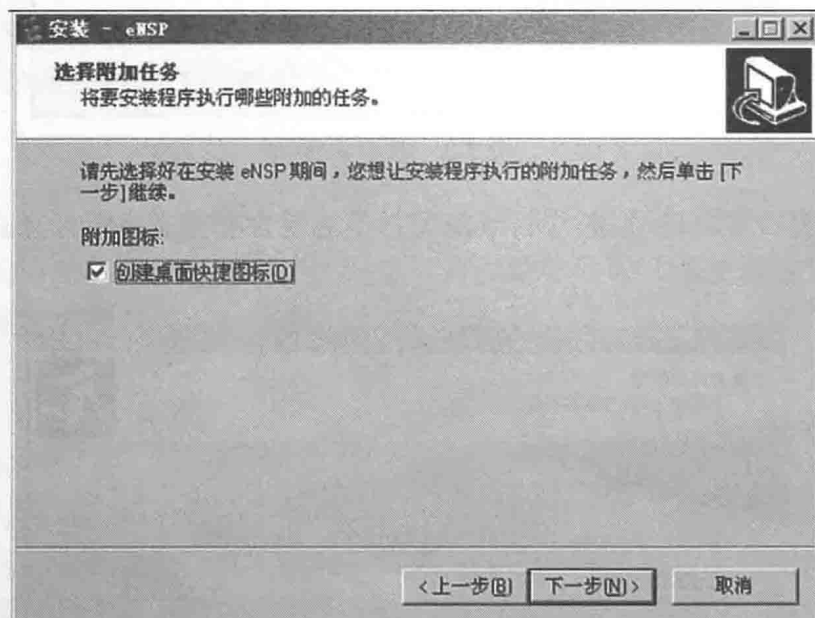 安装 - eNSP
选择附加任务
将要安装程序执行哪些附加的任务。
请先选择好在安装 eNSP 期间，您想让安装程序执行的附加任务，然后单击 [下
一步]继续。
附加图标:
创建桌面快捷图标(D)
<上一步(B)
下一步(N)>
取消